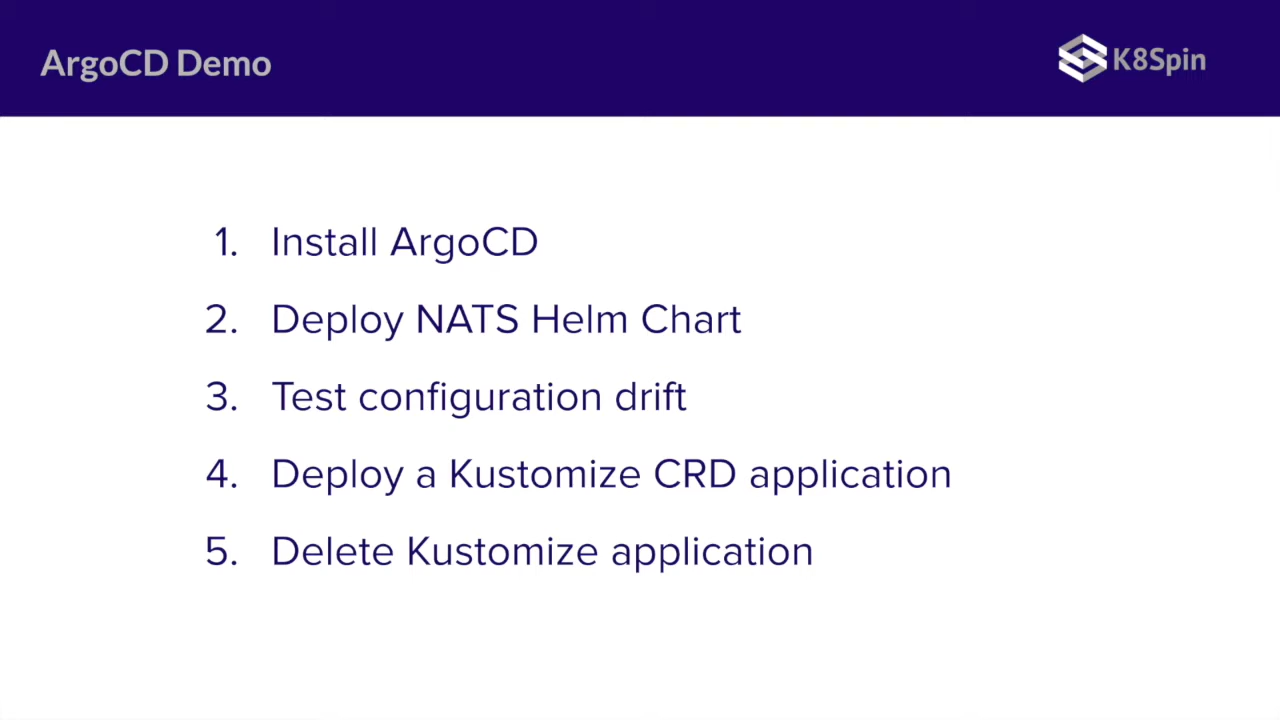 ArgoCD Demo
K8Spin
1. Install ArgoCD
2. Deploy NATS Helm Chart
3. Test configuration drift
4. Deploy a Kustomize CRD application
5. Delete Kustomize application